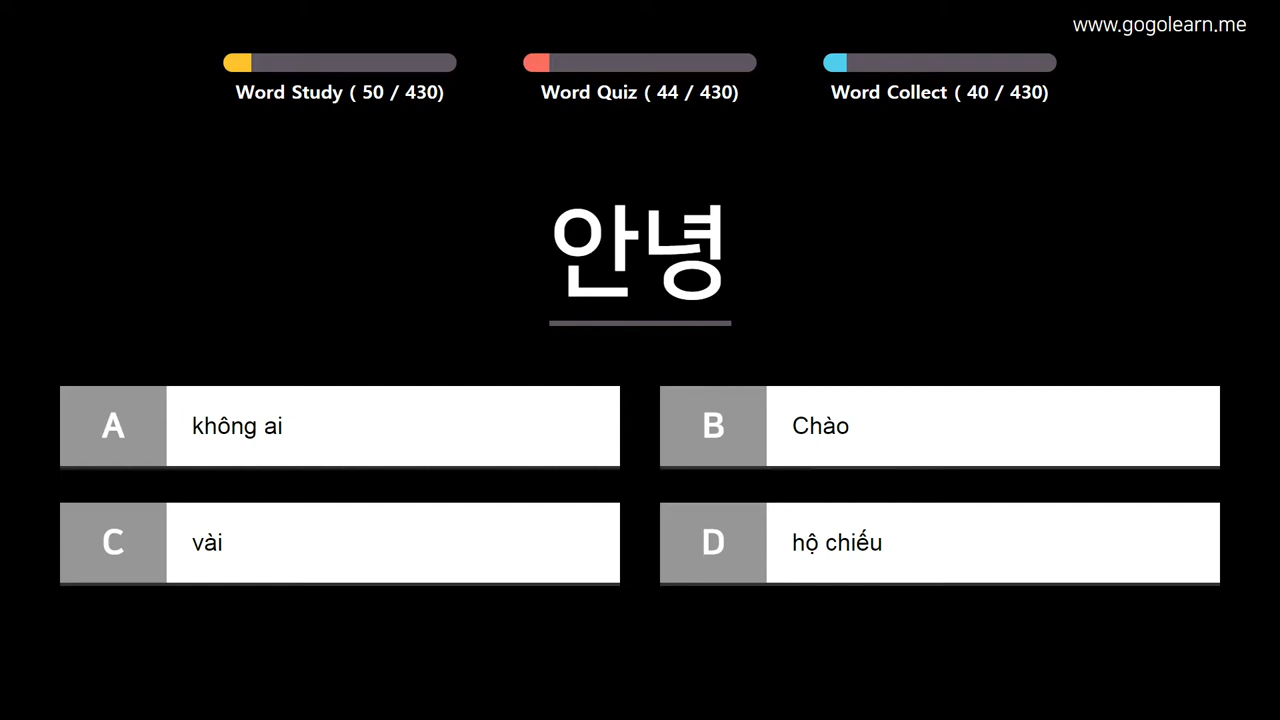 www.gogolearn.me
Word Study ( 50 / 430)
Word Quiz ( 44 / 430)
Word Collect ( 40 / 430)
안녕
A
không ai
B
Chào
C
vài
D
hộ chiếu